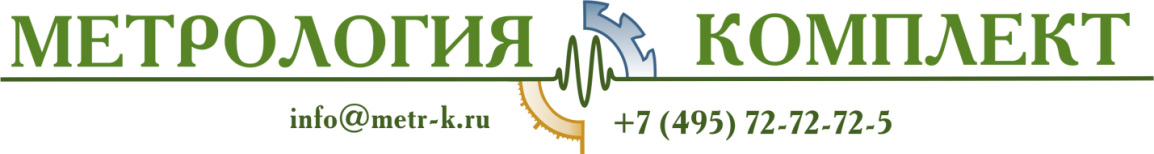 МЕТРОЛОГИЯ КОМПЛЕКТ
info@metr-k.ru +7 (495) 72-72-72-5